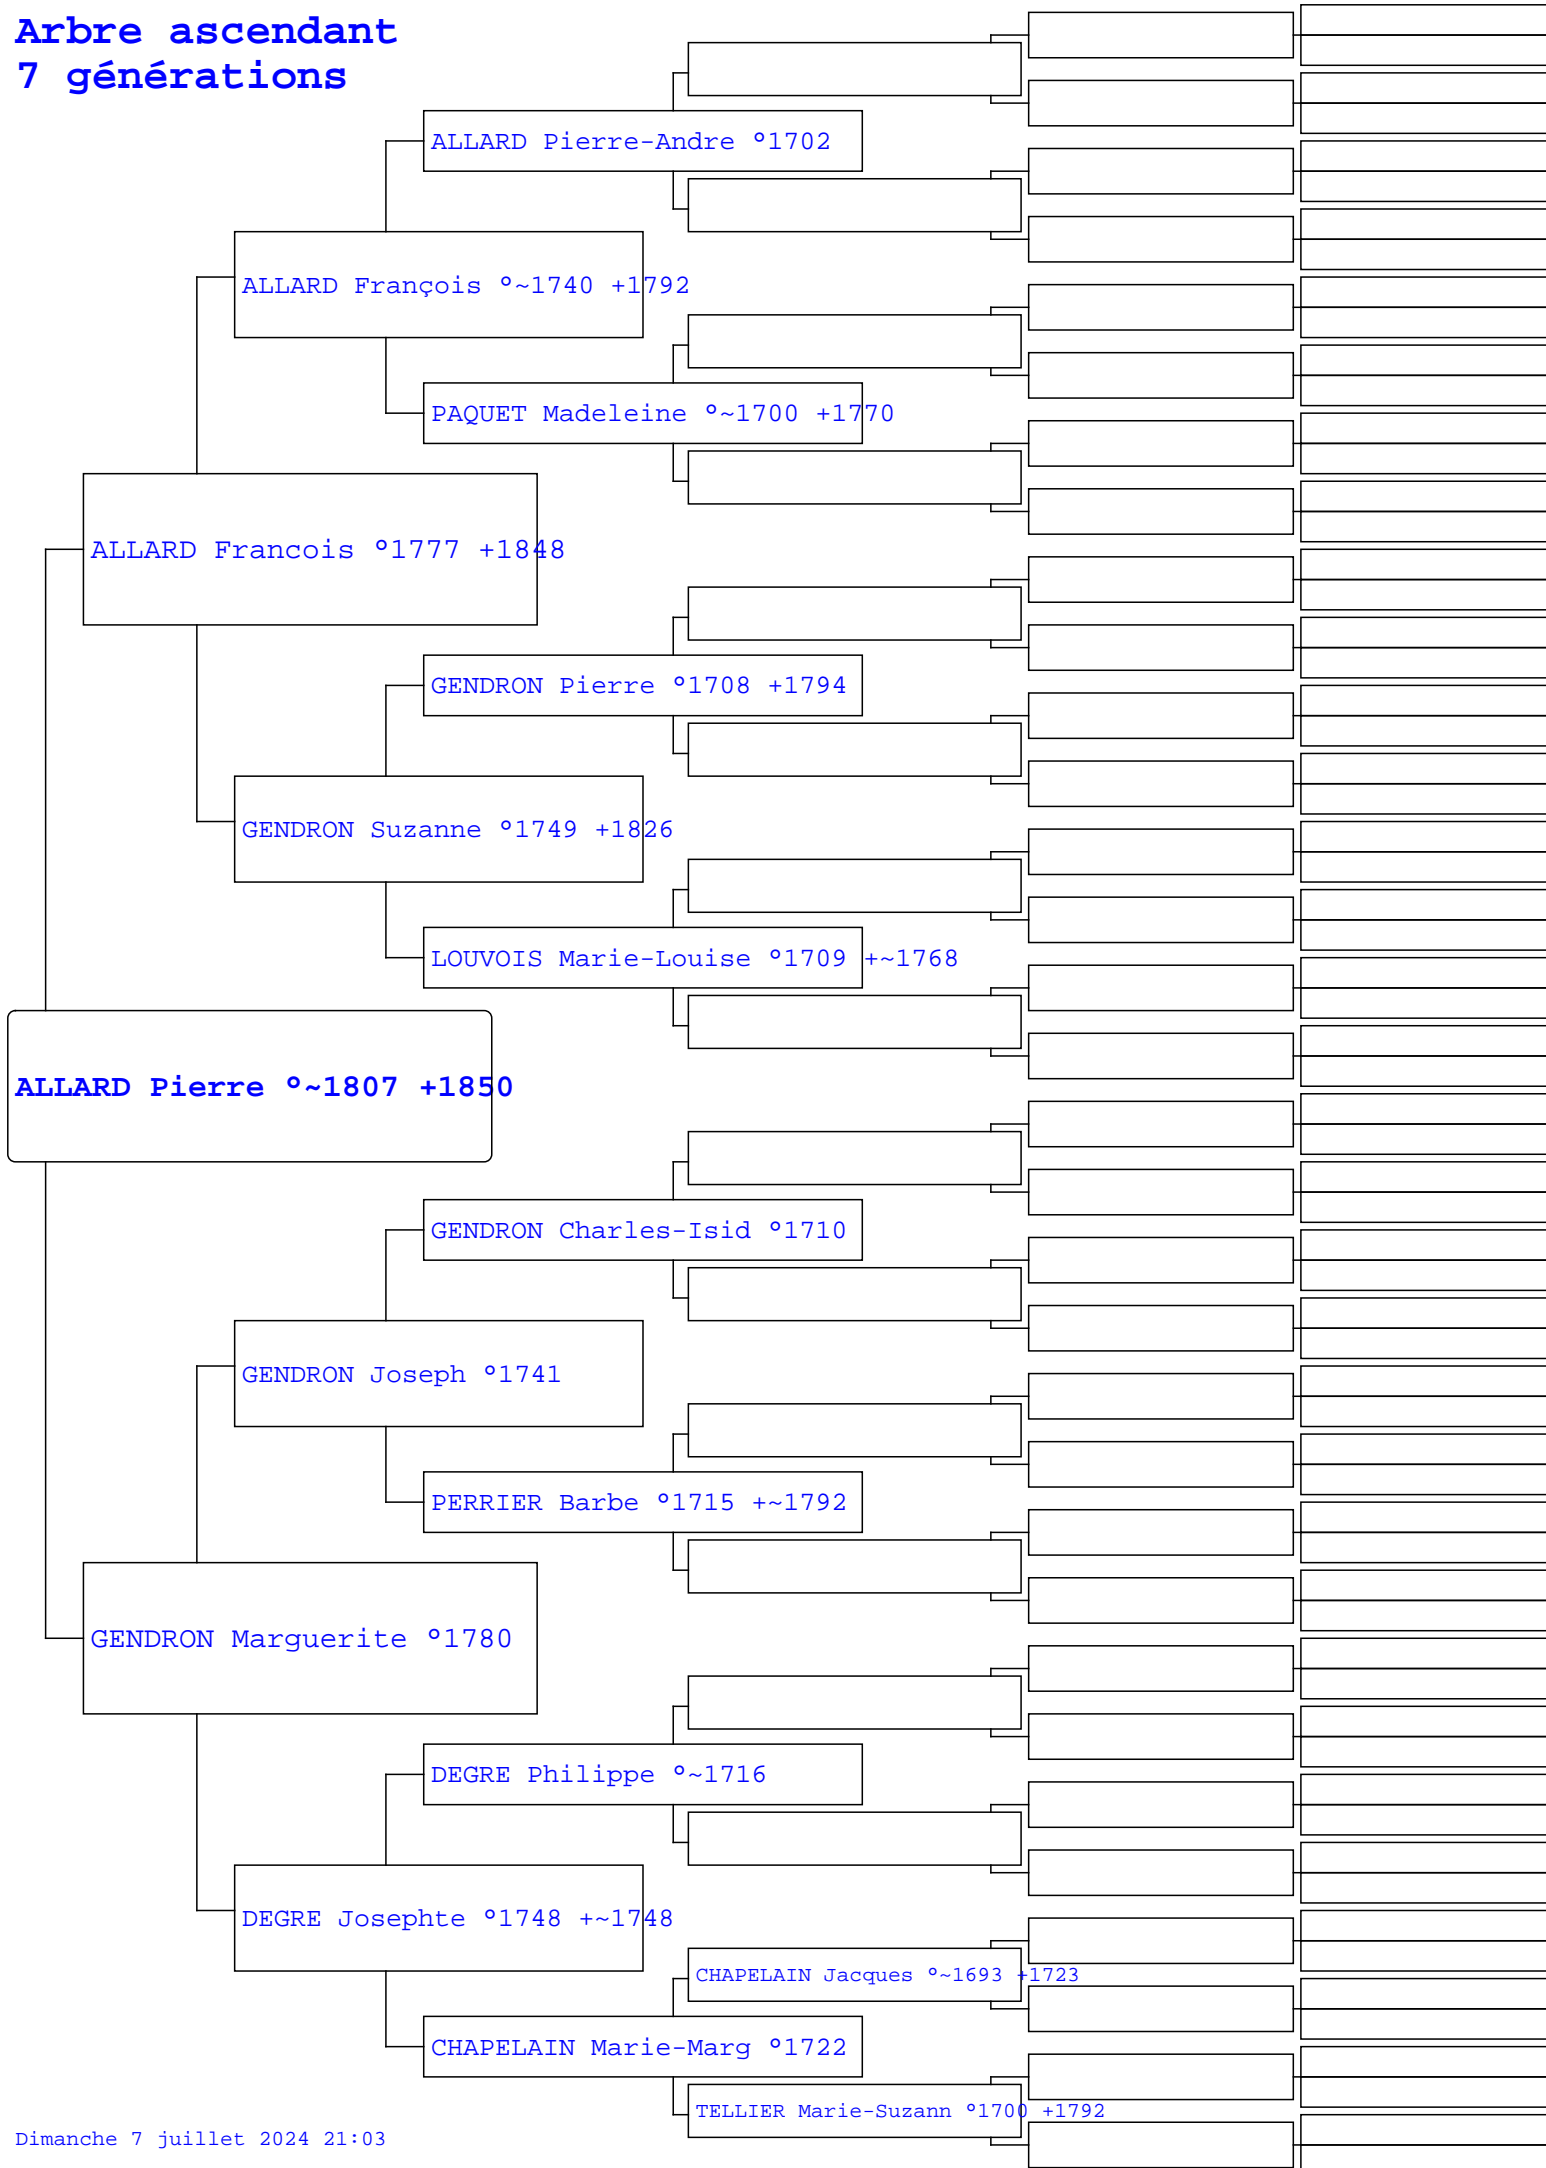 Arbre ascendant
7 générations
ALLARD Pierre-Andre °1702
ALLARD François °~1740 +1792
PAQUET Madeleine °~1700 +1770
ALLARD Francois °1777 +1848
GENDRON Pierre °1708 +1794
GENDRON Suzanne °1749 +1826
LOUVOIS Marie-Louise °1709 +~1768
ALLARD Pierre °~1807 +1850
GENDRON Charles-Isid °1710
GENDRON Joseph °1741
PERRIER Barbe °1715 +~1792
GENDRON Marguerite °1780
DEGRE Philippe °~1716
DEGRE Josephte °1748 +~1748
CHAPELAIN Jacques °~1693 +1723
CHAPELAIN Marie-Marg °1722
TELLIER Marie-Suzann °1700 +1792
Dimanche 7 juillet 2024 21:03